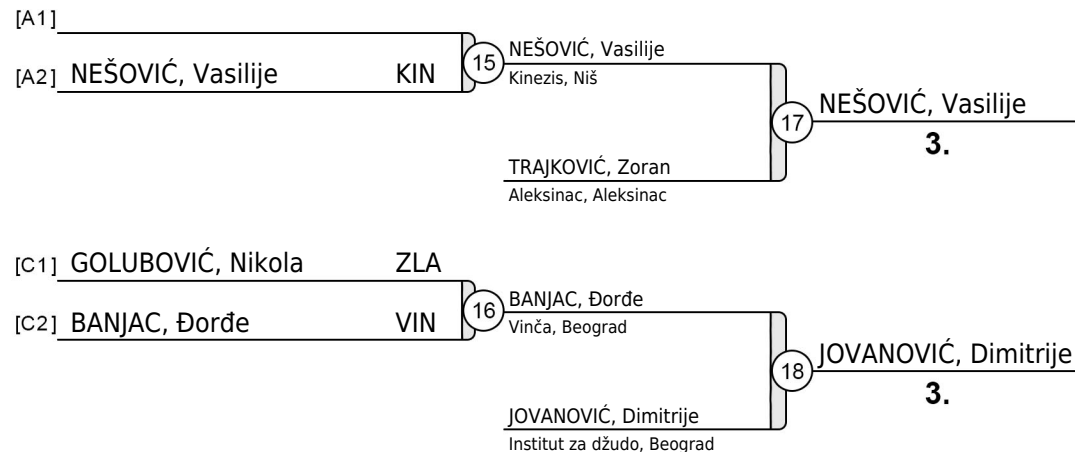 [A1]
[A2] NEŠOVIĆ, Vasilije KIN
15
NEŠOVIĆ, Vasilije
Kinezis, Niš
17
NEŠOVIĆ, Vasilije
3.
TRAJKOVIĆ, Zoran
Aleksinac, Aleksinac
[C1] GOLUBOVIĆ, Nikola ZLA
[C2] BANJAC, Đorđe VIN
16
BANJAC, Đorđe
Vinča, Beograd
18
JOVANOVIĆ, Dimitrije
3.
JOVANOVIĆ, Dimitrije
Institut za džudo, Beograd